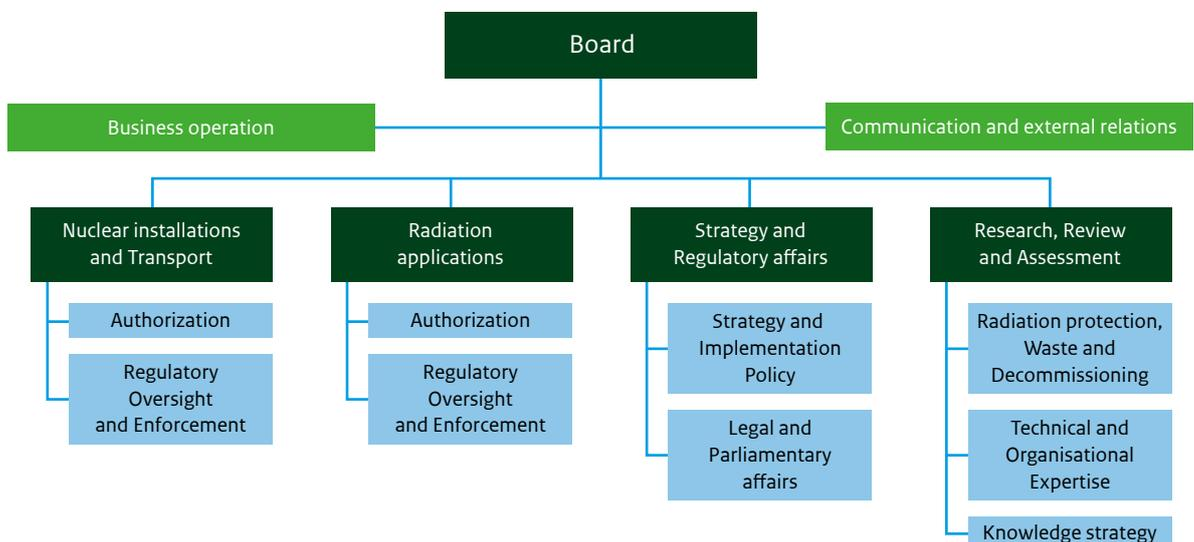 Board
Business operation
Communication and external relations
Nuclear installations
and Transport
Authorization
Regulatory
Oversight
and Enforcement
Radiation
applications
Authorization
Regulatory
Oversight
and Enforcement
Strategy and
Regulatory affairs
Strategy and
Implementation
Policy
Legal and
Parliamentary
affairs
Research, Review
and Assessment
Radiation protection,
Waste and
Decommissioning
Technical and
Organisational
Expertise
Knowledge strategy